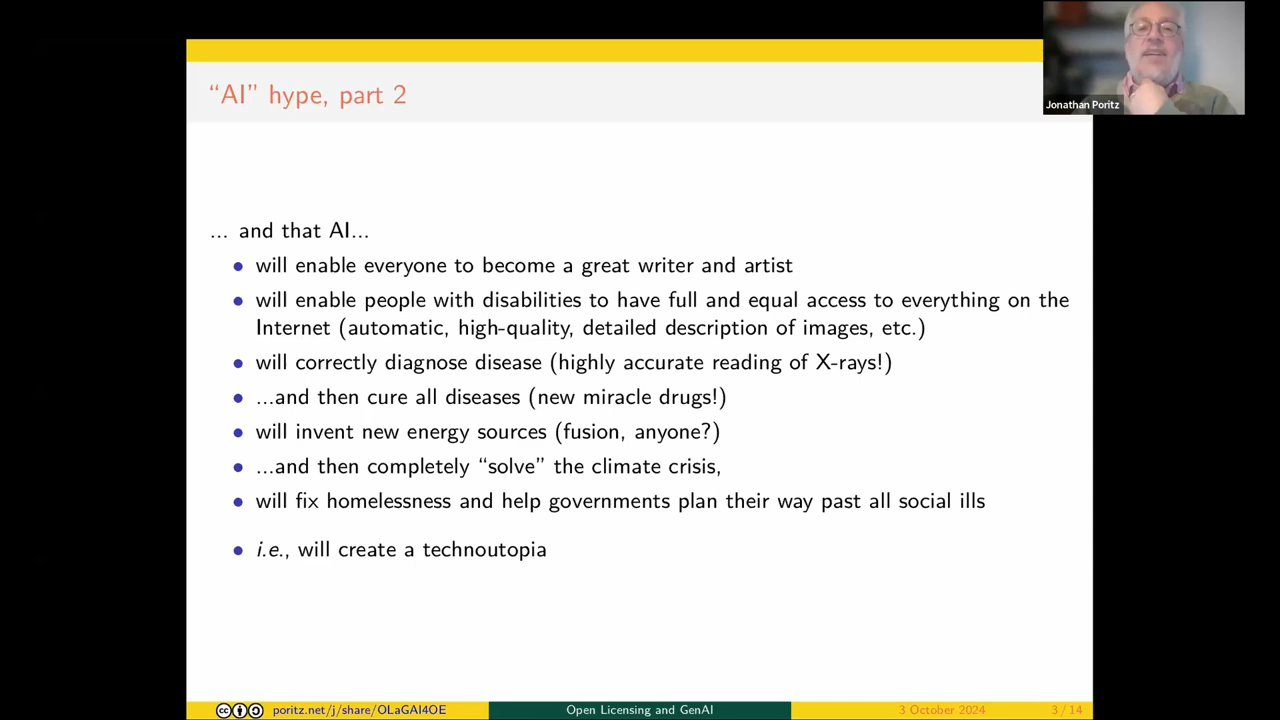 Jonathan Poritz
“AI” hype, part 2
... and that AI...
• will enable everyone to become a great writer and artist
• will enable people with disabilities to have full and equal access to everything on the
Internet (automatic, high-quality, detailed description of images, etc.)
• will correctly diagnose disease (highly accurate reading of X-rays!)
• ...and then cure all diseases (new miracle drugs!)
• will invent new energy sources (fusion, anyone?)
• ...and then completely “solve” the climate crisis,
• will fix homelessness and help governments plan their way past all social ills
• i.e., will create a technoutopia
cc poritz.net/j/share/OLaGAI4OE Open Licensing and GenAI 3 October 2024 3 / 14